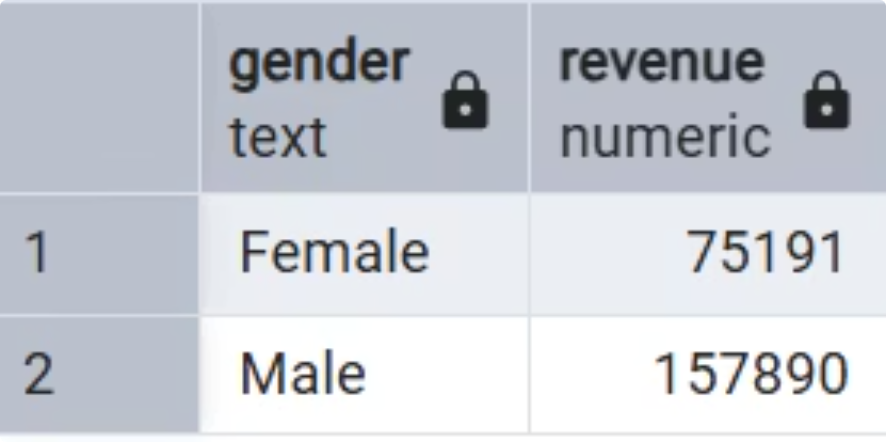 gender revenue
text numeric
1 Female 75191
2 Male 157890